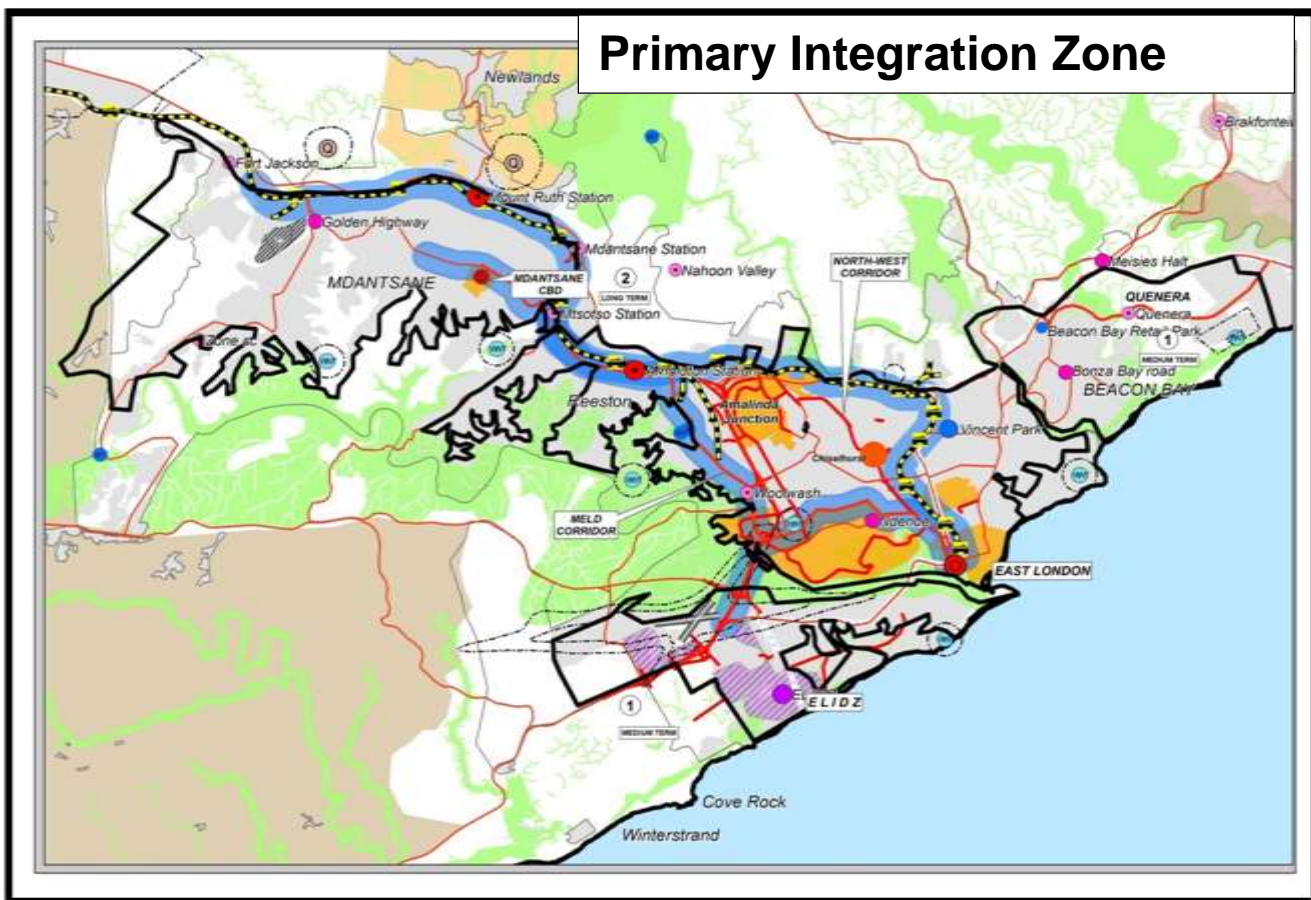 Primary Integration Zone
Newlands
Brakfontein
Q
Q
Fort Jackson
Mount Ruth Station
Golden Highway
Mdantsane Station
2
LONG TERM
Nahoon Valley
NORTH-WEST
CORRIDOR
Meisies Halt
MDANTSANE
MDANTSANE
CBD
QUENERA
Quenera
Mtsorso Station
Beacon Bay Retail Park
1
MEDIUM TERM
Station
Bonza Bay road
BEACON BAY
Reeston
Amalinda
Junction
Vincent Park
Chiselhurst
Woolwash
MELD
CORRIDOR
EAST LONDON
1
MEDIUM TERM
ELIDZ
Cove Rock
Winterstrand